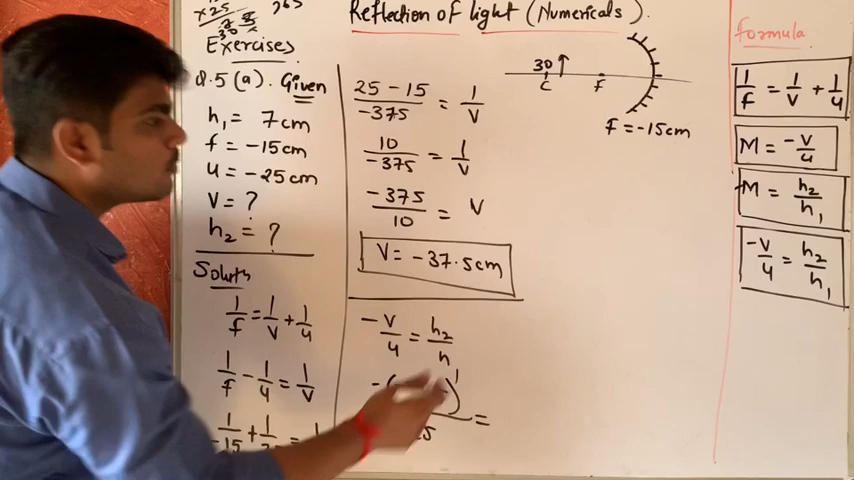 Reflection of light (Numericals).
x25
Exercises
Q.5 (a). Given
h₁ = 7cm
f = -15cm
u = -25cm
v = ?
h₂ = ?
Soluth
1/f = 1/v + 1/u
1/f - 1/u = 1/v
25 - 15/-375 = 1/v
10/-375 = 1/v
-375/10 = v
V = -37.5cm
-v/u = h₂/h
30
C
F
F = -15cm
formula
1/f = 1/v + 1/u
M = -v/u
M = h₂/h₁
-v/u = h₂/h₁